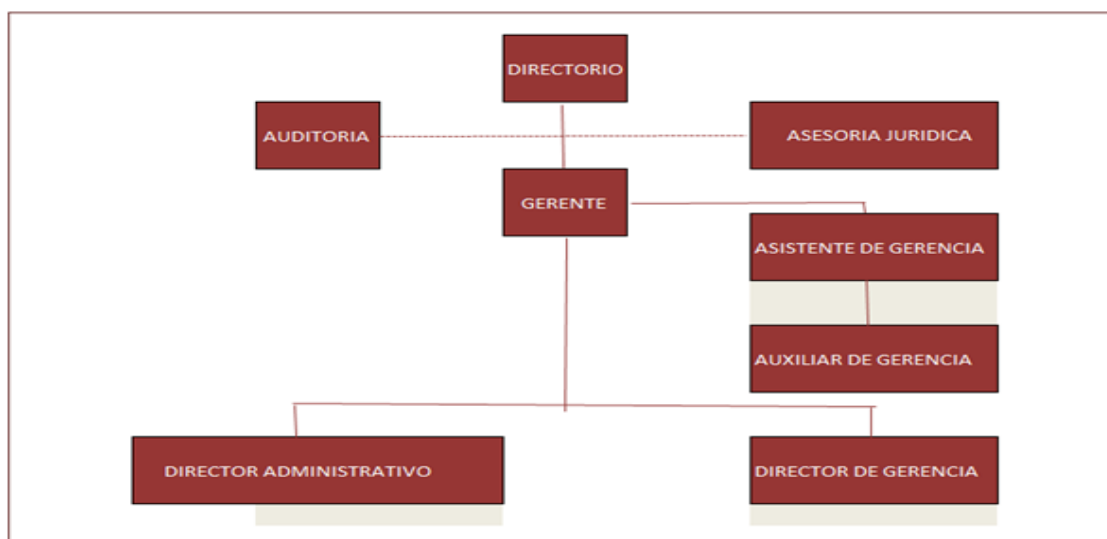 DIRECTORIO
AUDITORIA
ASESORIA JURIDICA
GERENTE
ASISTENTE DE GERENCIA
AUXILIAR DE GERENCIA
DIRECTOR ADMINISTRATIVO
DIRECTOR DE GERENCIA